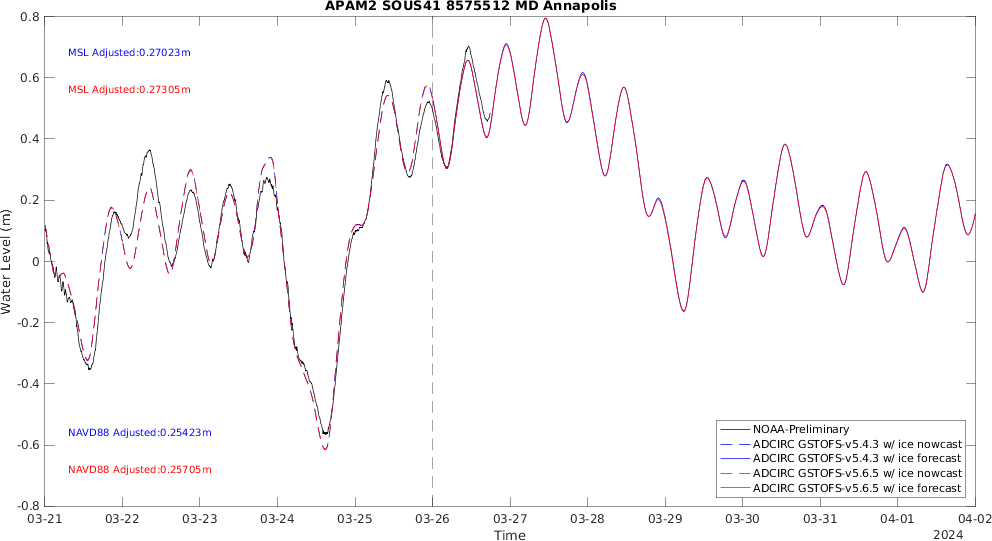 APAM2 SOUS41 8575512 MD Annapolis
0.8
0.6
0.4
0.2
0
-0.2
-0.4
-0.6
-0.8
Water Level (m)
MSL Adjusted:0.27023m
MSL Adjusted:0.27305m
NAVD88 Adjusted:0.25423m
NAVD88 Adjusted:0.25705m
NOAA-Preliminary
ADCIRC GSTOFS-v5.4.3 w/ ice nowcast
ADCIRC GSTOFS-v5.4.3 w/ ice forecast
ADCIRC GSTOFS-v5.6.5 w/ ice nowcast
ADCIRC GSTOFS-v5.6.5 w/ ice forecast
03-21 03-22 03-23 03-24 03-25 03-26 03-27 03-28 03-29 03-30 03-31 04-01 04-02
Time
2024